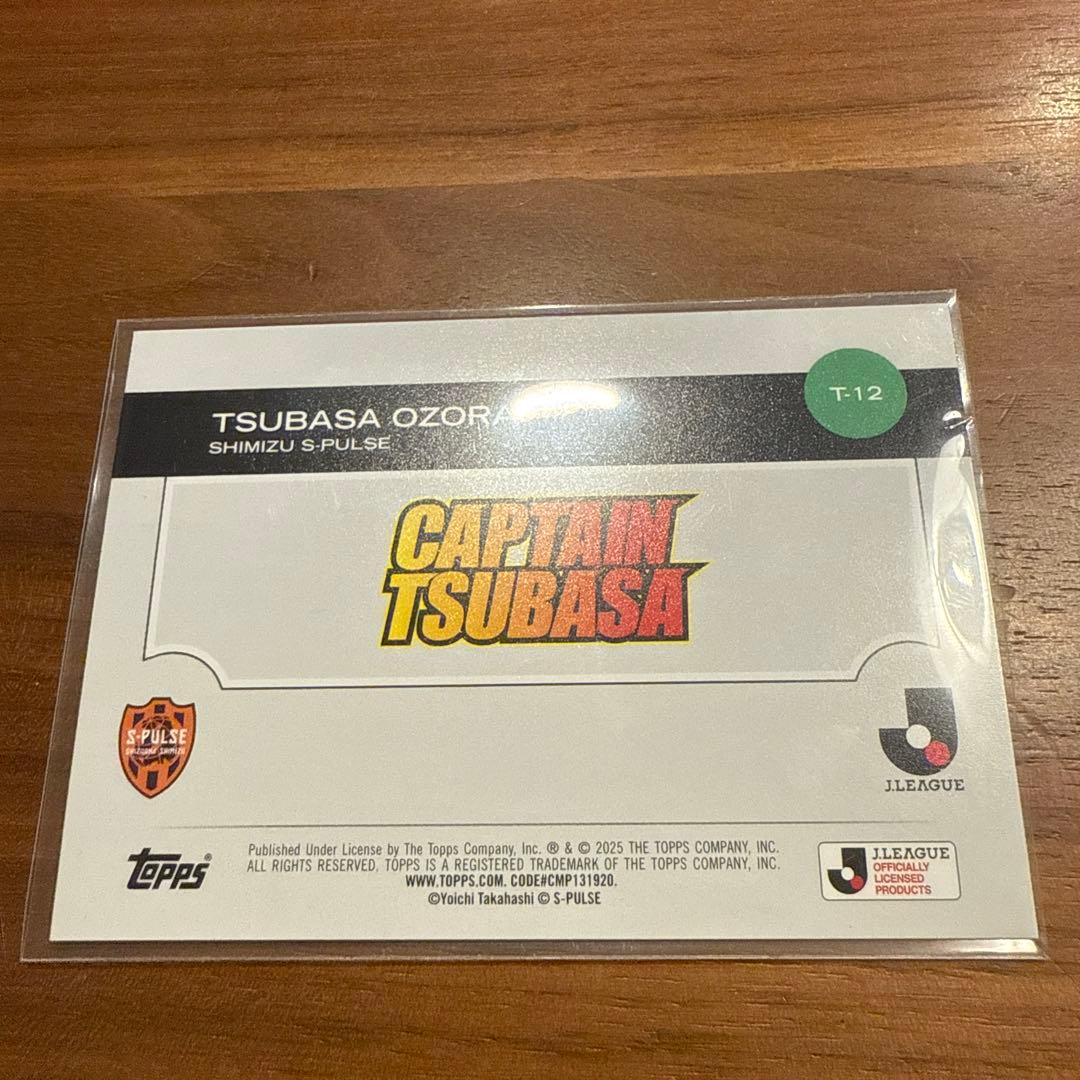 T-12
TSUBASA OZORA
SHIMIZU S-PULSE
CAPTAIN
TSUBASA
S-PULSE
SHIZUOKA SHIMIZU
J.LEAGUE
topps®
Published Under License by The Topps Company, Inc. ® & © 2025 THE TOPPS COMPANY, INC.
ALL RIGHTS RESERVED. TOPPS IS A REGISTERED TRADEMARK OF THE TOPPS COMPANY, INC.
WWW.TOPPS.COM. CODE#CMP131920.
©Yoichi Takahashi © S-PULSE
J.LEAGUE
OFFICIALLY
LICENSED
PRODUCTS